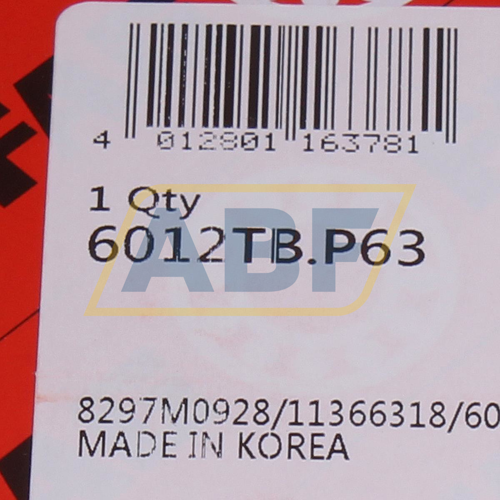 4 012801 163781
1 Qty
6012TB.P63
ABF
8297M0928/11366318/60
MADE IN KOREA